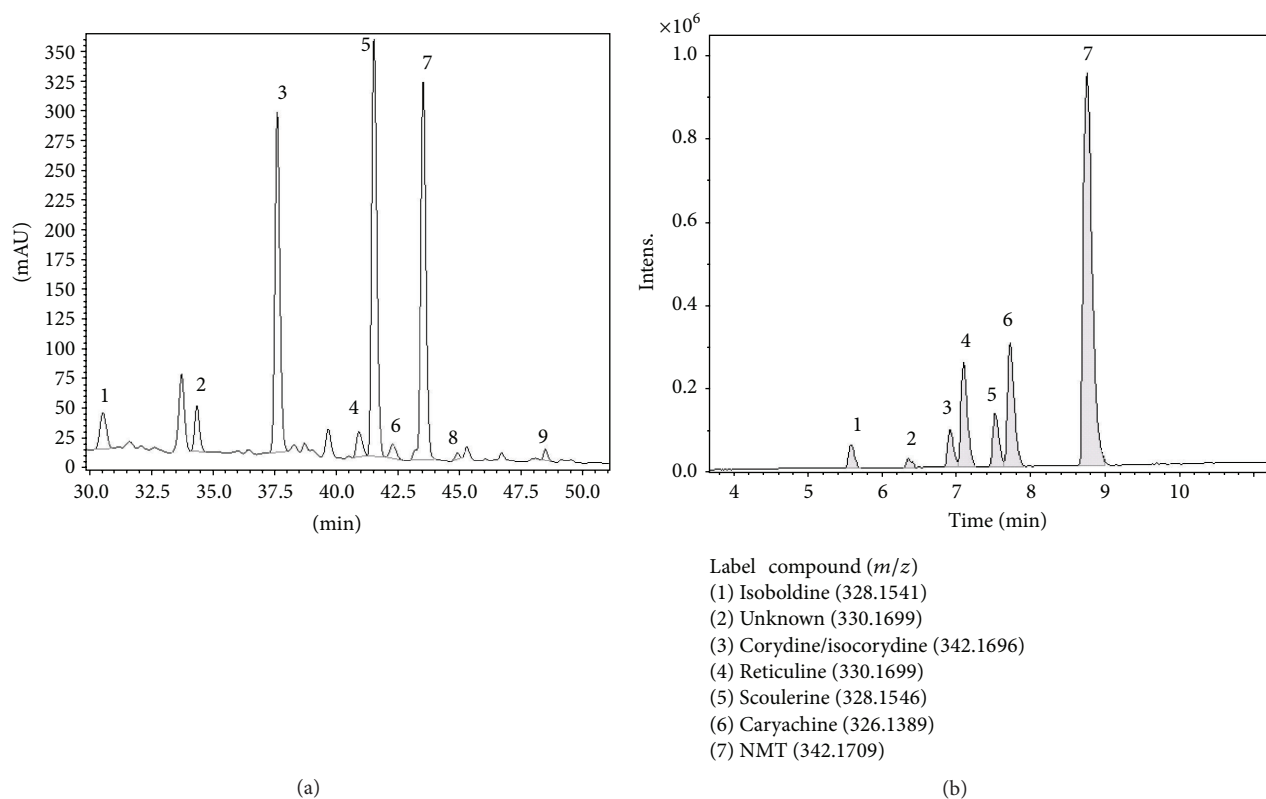 350
325
300
275
250
225
200
175
150
125
100
75
50
25
0
(mAU)
1
2
3
4
5
6
7
8
9
30.0 32.5 35.0 37.5 40.0 42.5 45.0 47.5 50.0
(min)
(a)
×10⁶
1.0
0.8
0.6
0.4
0.2
0.0
Intens.
1
2
3
4
5
6
7
4 5 6 7 8 9 10
Time (min)
Label compound (m/z)
(1) Isoboldine (328.1541)
(2) Unknown (330.1699)
(3) Corydine/isocorydine (342.1696)
(4) Reticuline (330.1699)
(5) Scoulerine (328.1546)
(6) Caryachine (326.1389)
(7) NMT (342.1709)
(b)